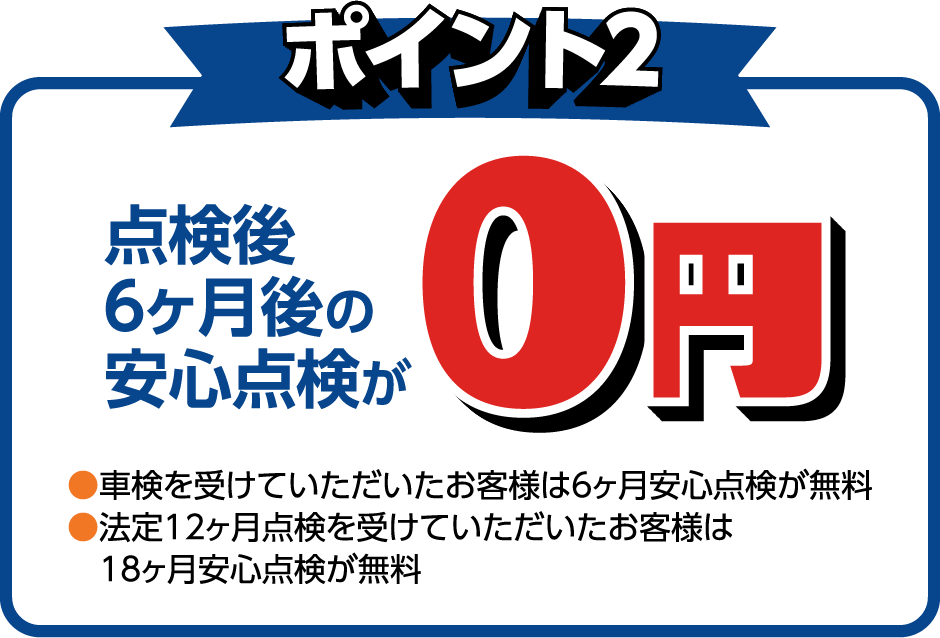 ポイント2
点検後
6ヶ月後の
安心点検が
0円
●車検を受けていただいたお客様は6ヶ月安心点検が無料
●法定12ヶ月点検を受けていただいたお客様は
18ヶ月安心点検が無料